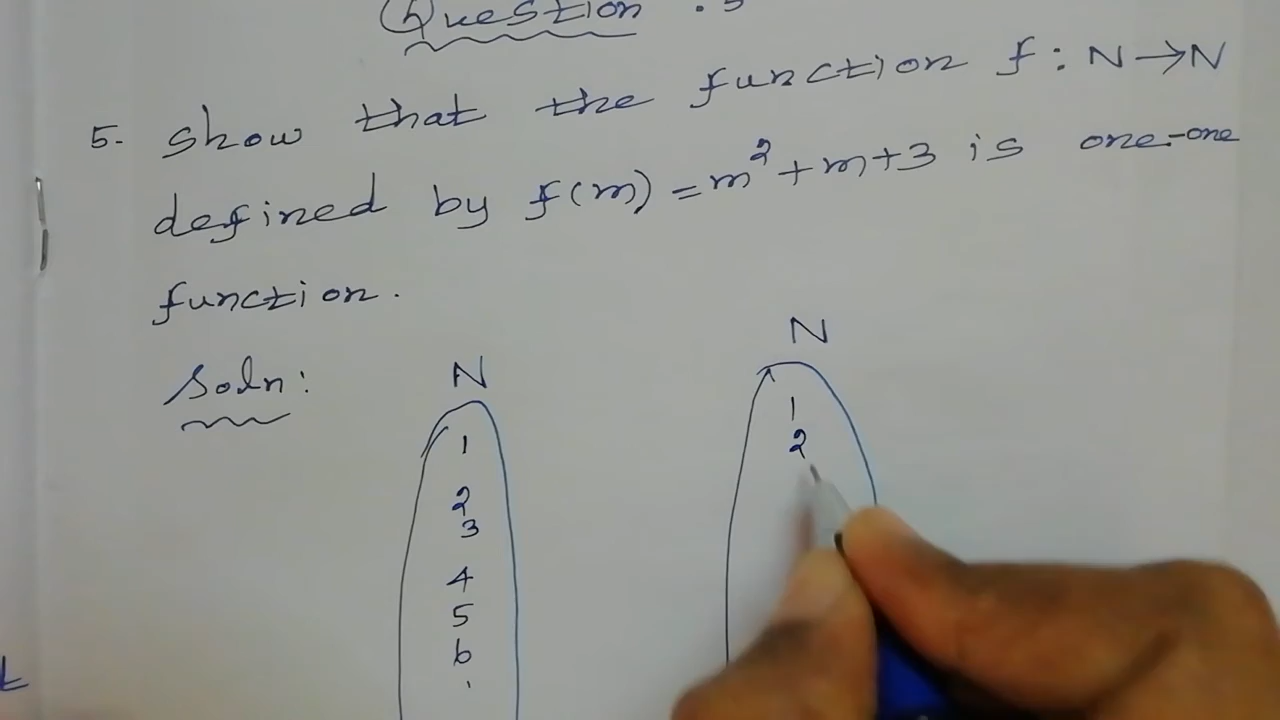 Question . 5
5. Show that the function f : N→N
defined by f(m) = m² + m + 3 is one-one
function.
Soln :
N
1
2
3
4
5
6
N
1
2